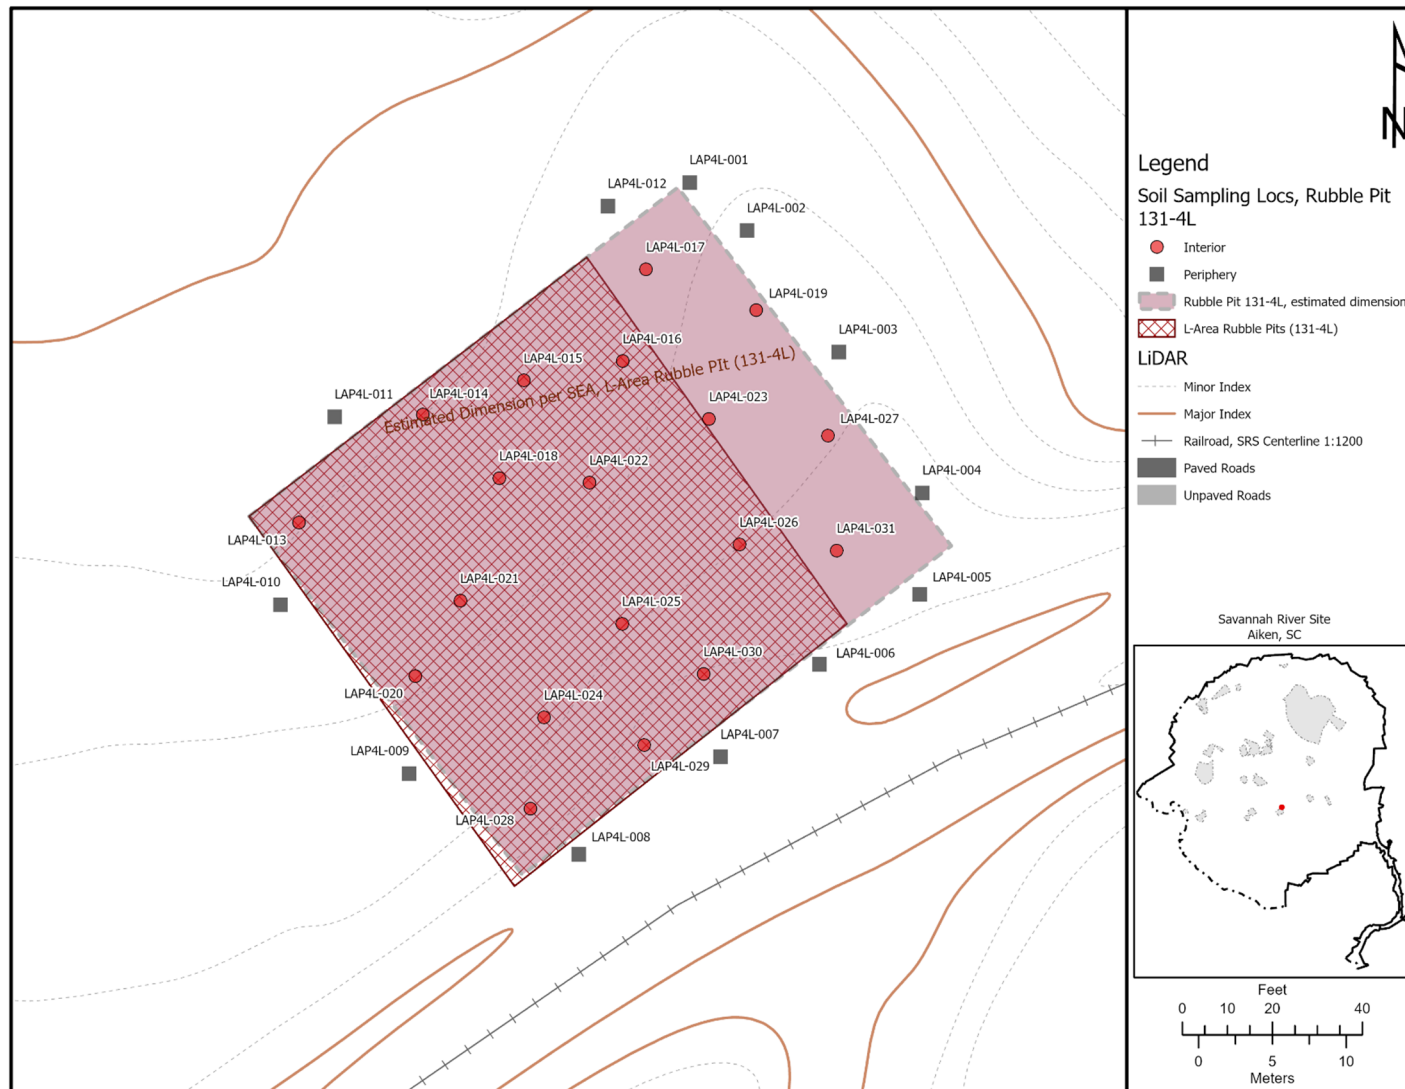 LAP4L-001
LAP4L-012
LAP4L-002
LAP4L-017
LAP4L-019
LAP4L-003
LAP4L-016
LAP4L-015
Estimated Dimension per SEA, L-Area Rubble PIt (131-4L)
LAP4L-011
LAP4L-014
LAP4L-023
LAP4L-027
LAP4L-018
LAP4L-022
LAP4L-004
LAP4L-026
LAP4L-031
LAP4L-013
LAP4L-010
LAP4L-021
LAP4L-005
LAP4L-025
LAP4L-030
LAP4L-006
LAP4L-020
LAP4L-024
LAP4L-007
LAP4L-009
LAP4L-029
LAP4L-028
LAP4L-008
N
Legend
Soil Sampling Locs, Rubble Pit
131-4L
Interior
Periphery
Rubble Pit 131-4L, estimated dimension
L-Area Rubble Pits (131-4L)
LiDAR
Minor Index
Major Index
Railroad, SRS Centerline 1:1200
Paved Roads
Unpaved Roads
Savannah River Site
Aiken, SC
Feet
0 10 20 40
0 5 10
Meters